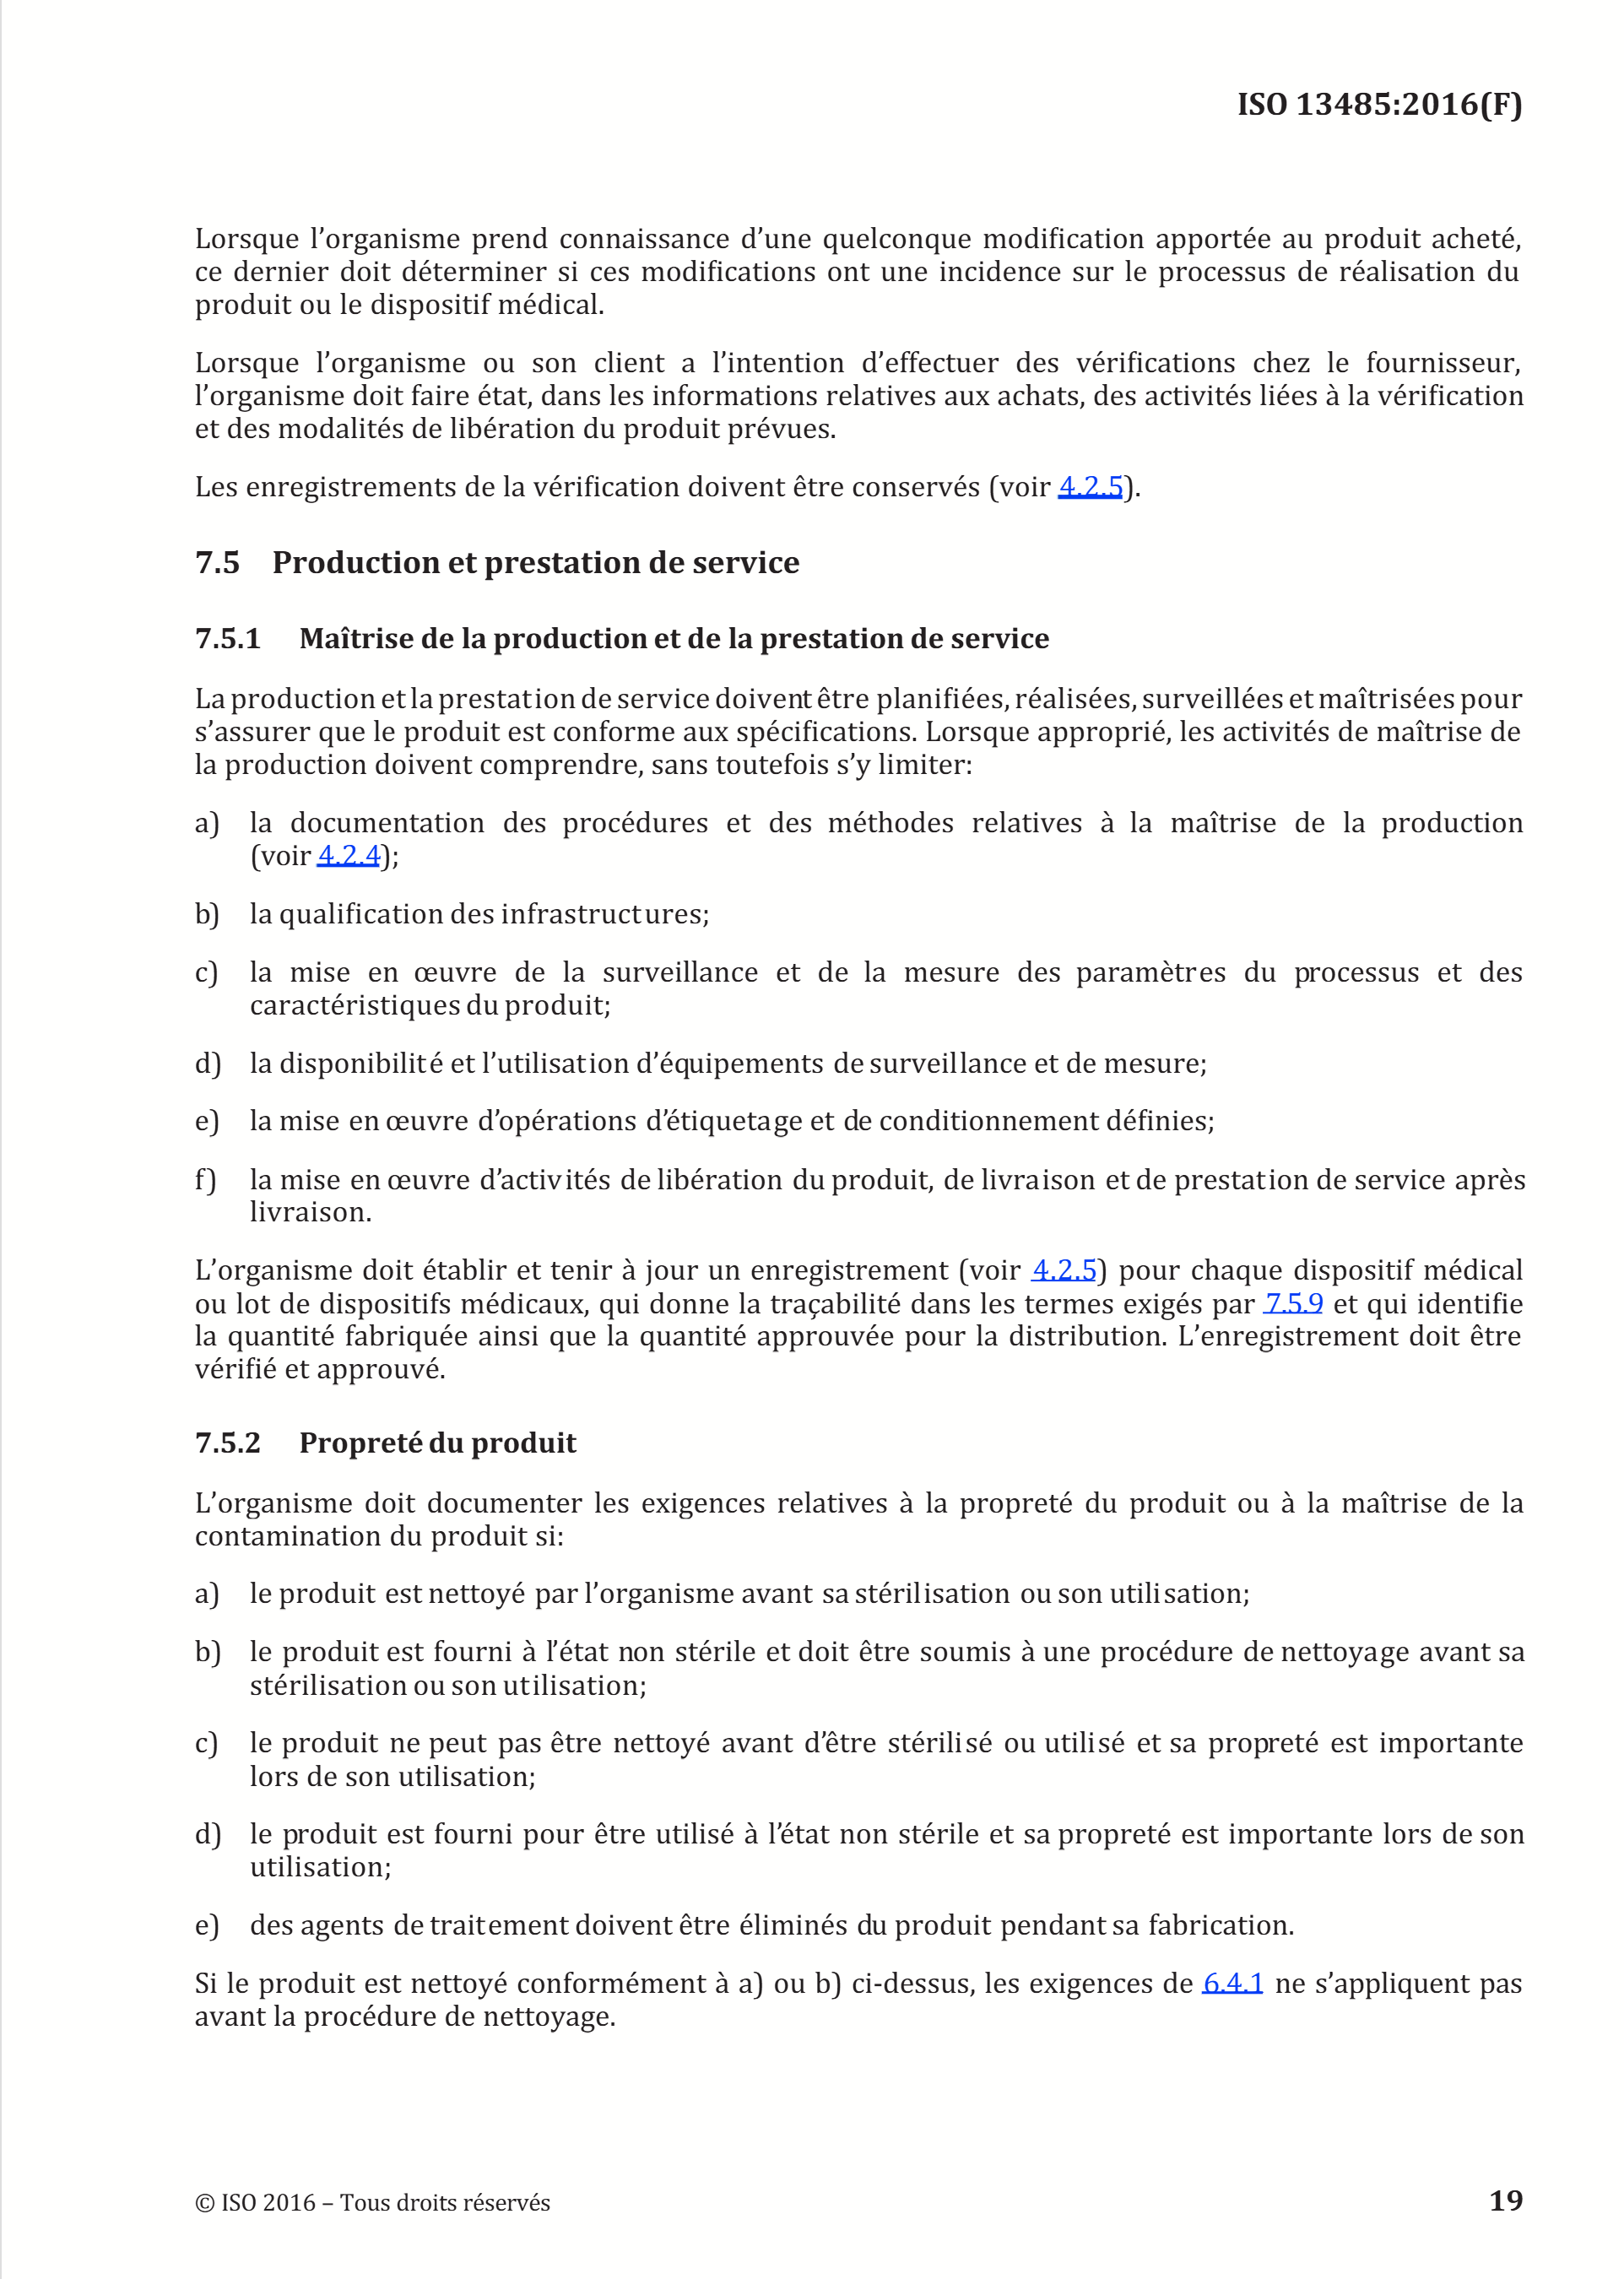 ISO 13485:2016(F)
Lorsque l’organisme prend connaissance d’une quelconque modification apportée au produit acheté,
ce dernier doit déterminer si ces modifications ont une incidence sur le processus de réalisation du
produit ou le dispositif médical.
Lorsque l’organisme ou son client a l’intention d’effectuer des vérifications chez le fournisseur,
l’organisme doit faire état, dans les informations relatives aux achats, des activités liées à la vérification
et des modalités de libération du produit prévues.
Les enregistrements de la vérification doivent être conservés (voir 4.2.5).
7.5 Production et prestation de service
7.5.1 Maîtrise de la production et de la prestation de service
La production et la prestation de service doivent être planifiées, réalisées, surveillées et maîtrisées pour
s’assurer que le produit est conforme aux spécifications. Lorsque approprié, les activités de maîtrise de
la production doivent comprendre, sans toutefois s’y limiter:
a) la documentation des procédures et des méthodes relatives à la maîtrise de la production
(voir 4.2.4);
b) la qualification des infrastructures;
c) la mise en œuvre de la surveillance et de la mesure des paramètres du processus et des
caractéristiques du produit;
d) la disponibilité et l’utilisation d’équipements de surveillance et de mesure;
e) la mise en œuvre d’opérations d’étiquetage et de conditionnement définies;
f) la mise en œuvre d’activités de libération du produit, de livraison et de prestation de service après
livraison.
L’organisme doit établir et tenir à jour un enregistrement (voir 4.2.5) pour chaque dispositif médical
ou lot de dispositifs médicaux, qui donne la traçabilité dans les termes exigés par 7.5.9 et qui identifie
la quantité fabriquée ainsi que la quantité approuvée pour la distribution. L’enregistrement doit être
vérifié et approuvé.
7.5.2 Propreté du produit
L’organisme doit documenter les exigences relatives à la propreté du produit ou à la maîtrise de la
contamination du produit si:
a) le produit est nettoyé par l’organisme avant sa stérilisation ou son utilisation;
b) le produit est fourni à l’état non stérile et doit être soumis à une procédure de nettoyage avant sa
stérilisation ou son utilisation;
c) le produit ne peut pas être nettoyé avant d’être stérilisé ou utilisé et sa propreté est importante
lors de son utilisation;
d) le produit est fourni pour être utilisé à l’état non stérile et sa propreté est importante lors de son
utilisation;
e) des agents de traitement doivent être éliminés du produit pendant sa fabrication.
Si le produit est nettoyé conformément à a) ou b) ci-dessus, les exigences de 6.4.1 ne s’appliquent pas
avant la procédure de nettoyage.
© ISO 2016 – Tous droits réservés 19